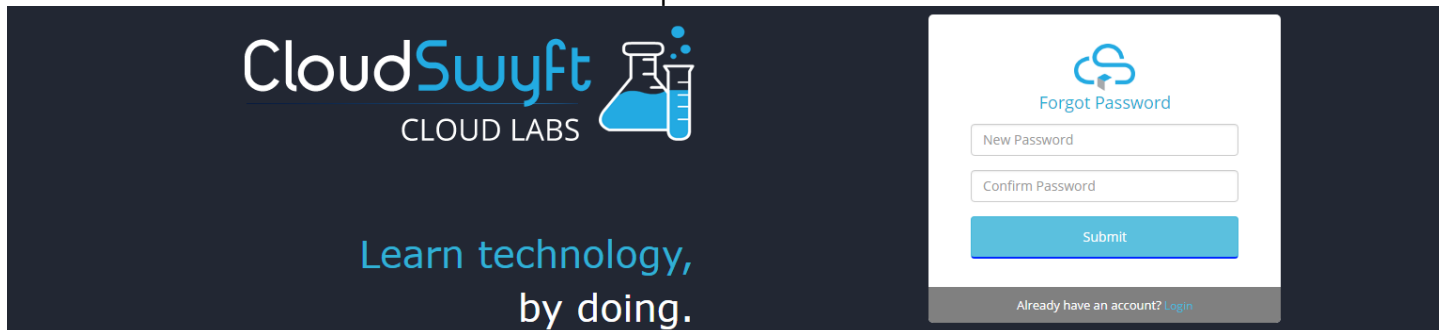 CloudSwyft
CLOUD LABS
Learn technology,
by doing.
Forgot Password
New Password
Confirm Password
Submit
Already have an account? Login